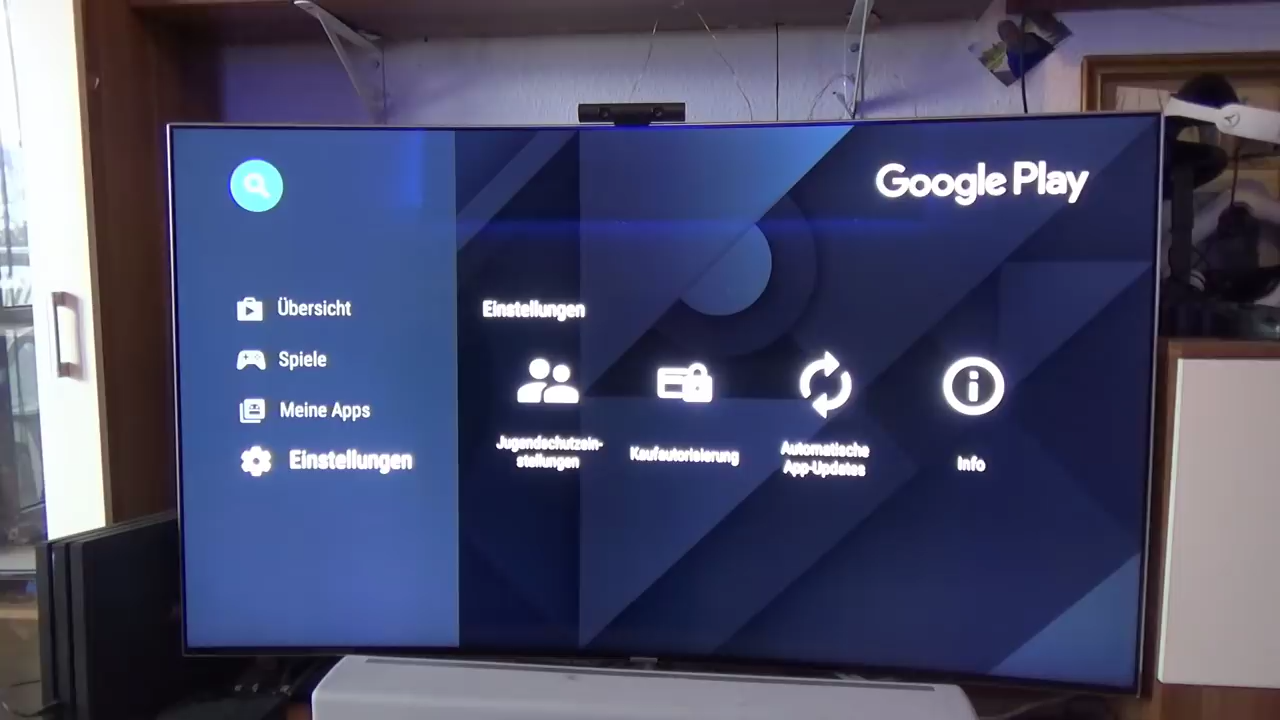 Google Play
Übersicht
Spiele
Meine Apps
Einstellungen
Einstellungen
Jugendschutzein-
stellungen
Kaufautorisierung
Automatische
App-Updates
Info